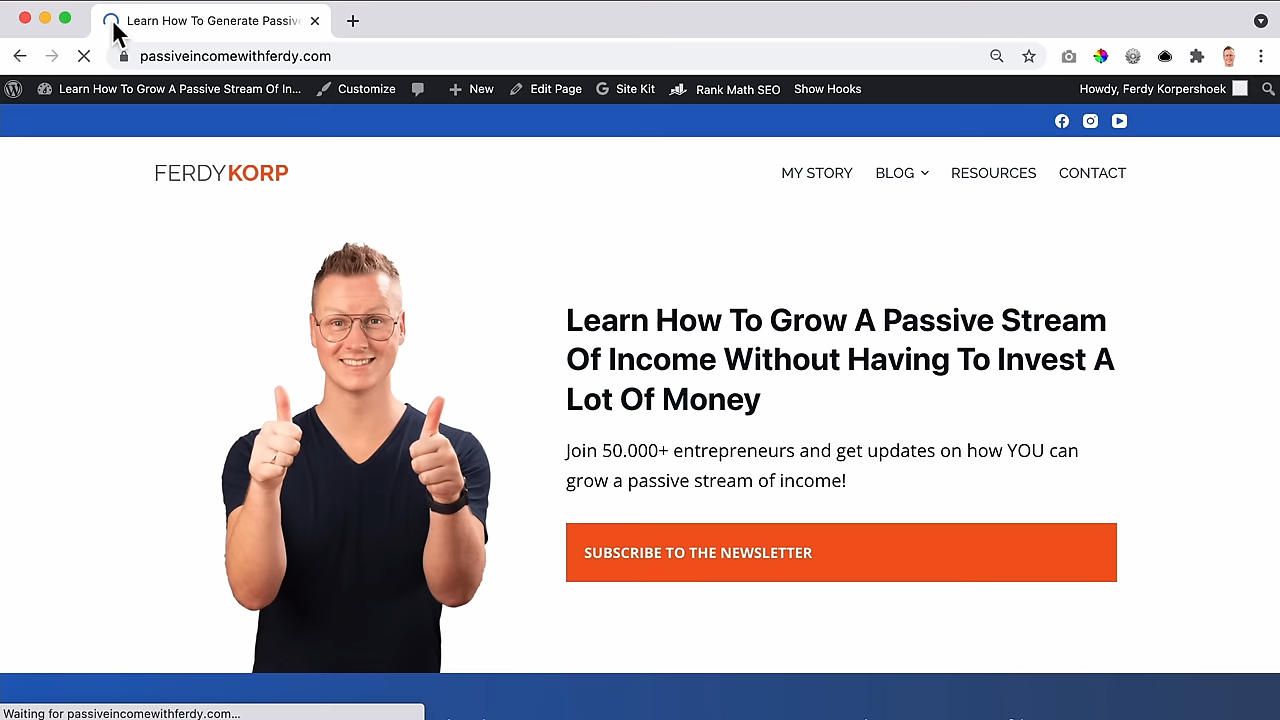 Learn How To Generate Passiv
passiveincomewithferdy.com
Learn How To Grow A Passive Stream Of In... Customize New Edit Page Site Kit Rank Math SEO Show Hooks Howdy, Ferdy Korpershoek
FERDYKORP MY STORY BLOG RESOURCES CONTACT
Learn How To Grow A Passive Stream
Of Income Without Having To Invest A
Lot Of Money
Join 50.000+ entrepreneurs and get updates on how YOU can
grow a passive stream of income!
SUBSCRIBE TO THE NEWSLETTER
Waiting for passiveincomewithferdy.com...